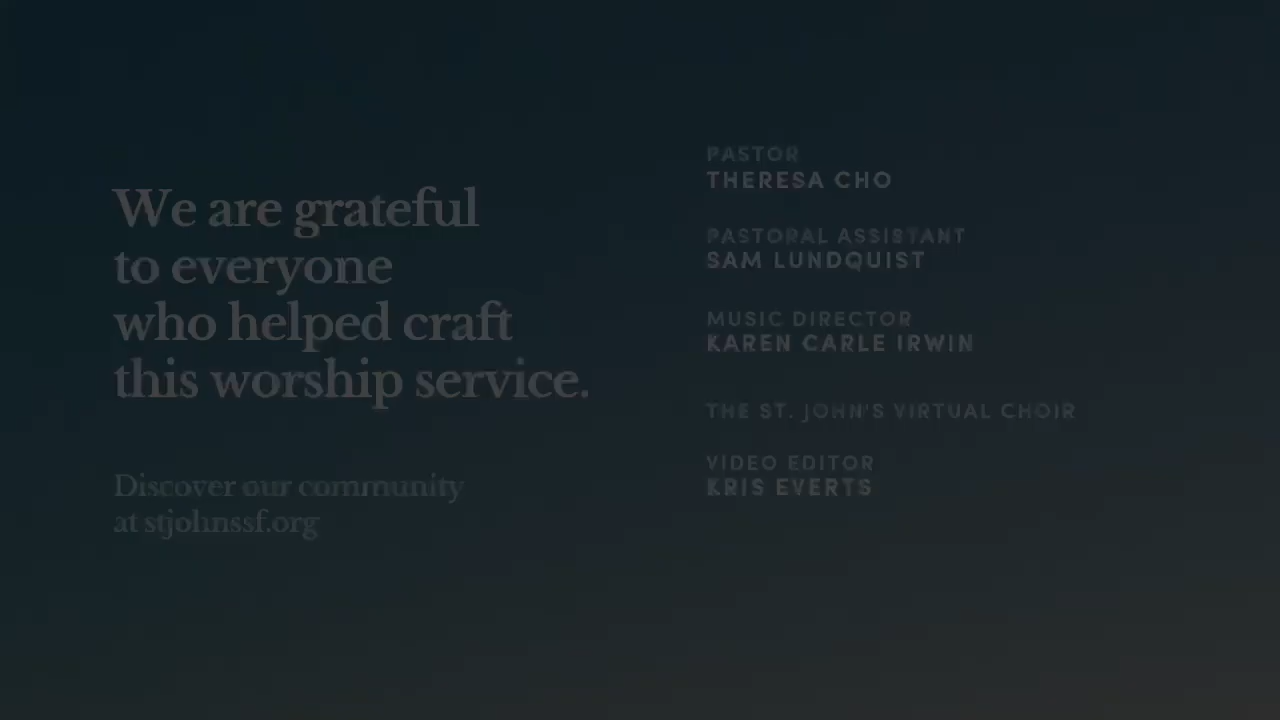 We are grateful
to everyone
who helped craft
this worship service.
Discover our community
at stjohnssf.org
PASTOR
THERESA CHO
PASTORAL ASSISTANT
SAM LUNDQUIST
MUSIC DIRECTOR
KAREN CARLE IRWIN
THE ST. JOHN'S VIRTUAL CHOIR
VIDEO EDITOR
KRIS EVERTS